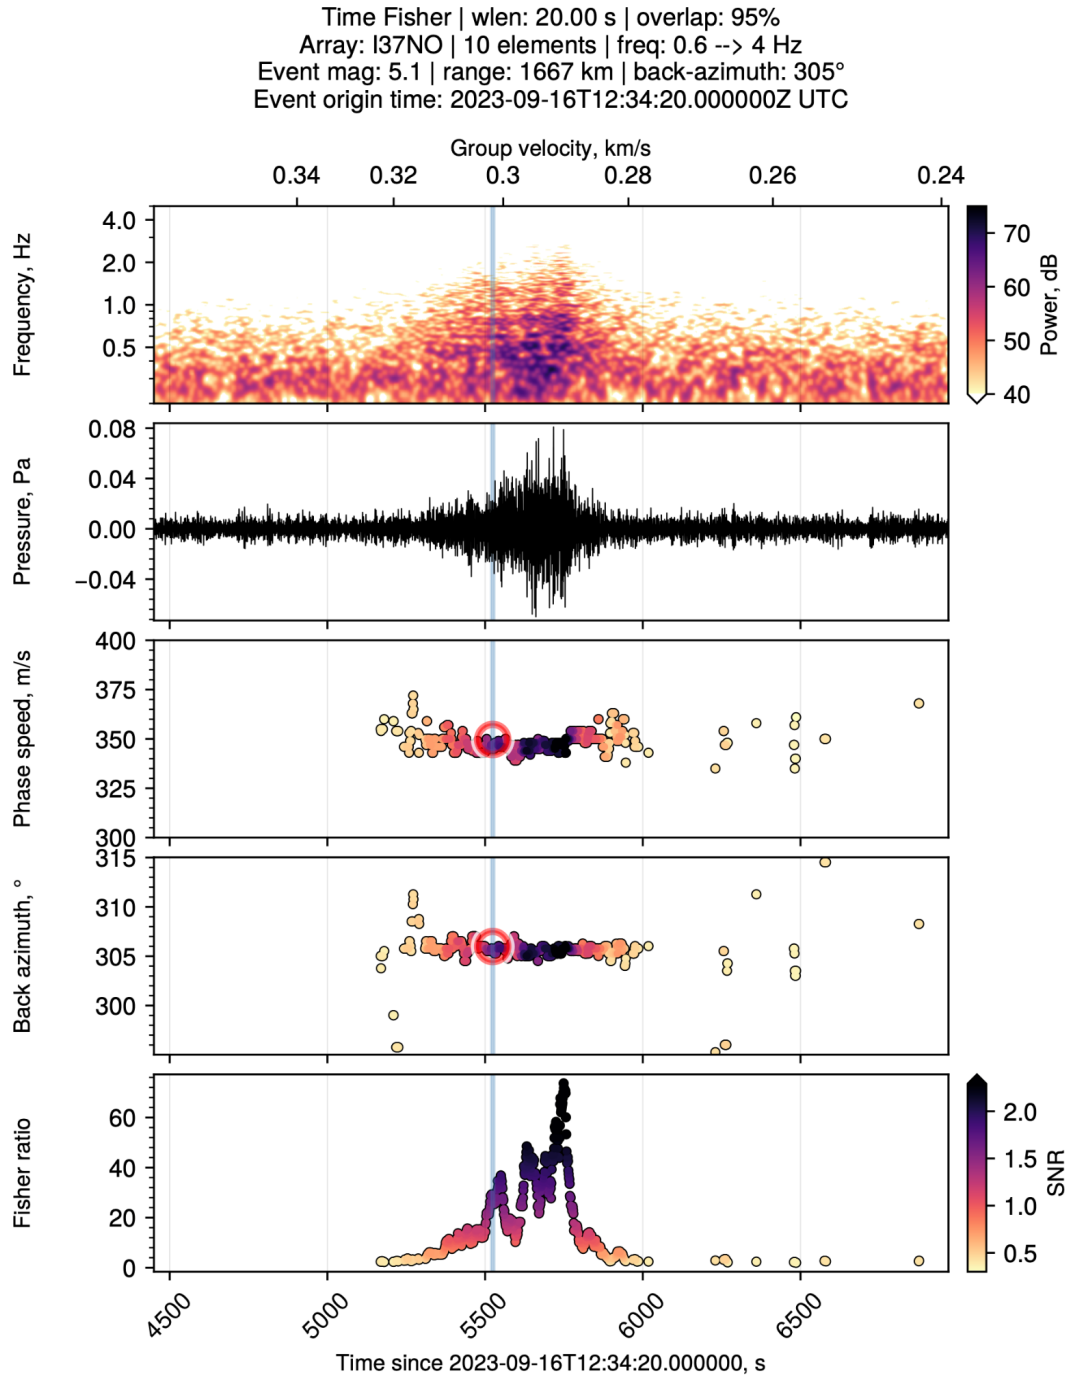 Time Fisher | wlen: 20.00 s | overlap: 95%
Array: I37NO | 10 elements | freq: 0.6 --> 4 Hz
Event mag: 5.1 | range: 1667 km | back-azimuth: 305°
Event origin time: 2023-09-16T12:34:20.000000Z UTC
Group velocity, km/s
0.34 0.32 0.3 0.28 0.26 0.24
Frequency, Hz
4.0
2.0
1.0
0.5
Power, dB
70
60
50
40
Pressure, Pa
0.08
0.04
0.00
−0.04
Phase speed, m/s
400
375
350
325
300
Back azimuth, °
315
310
305
300
Fisher ratio
60
40
20
0
SNR
2.0
1.5
1.0
0.5
4500 5000 5500 6000 6500
Time since 2023-09-16T12:34:20.000000, s